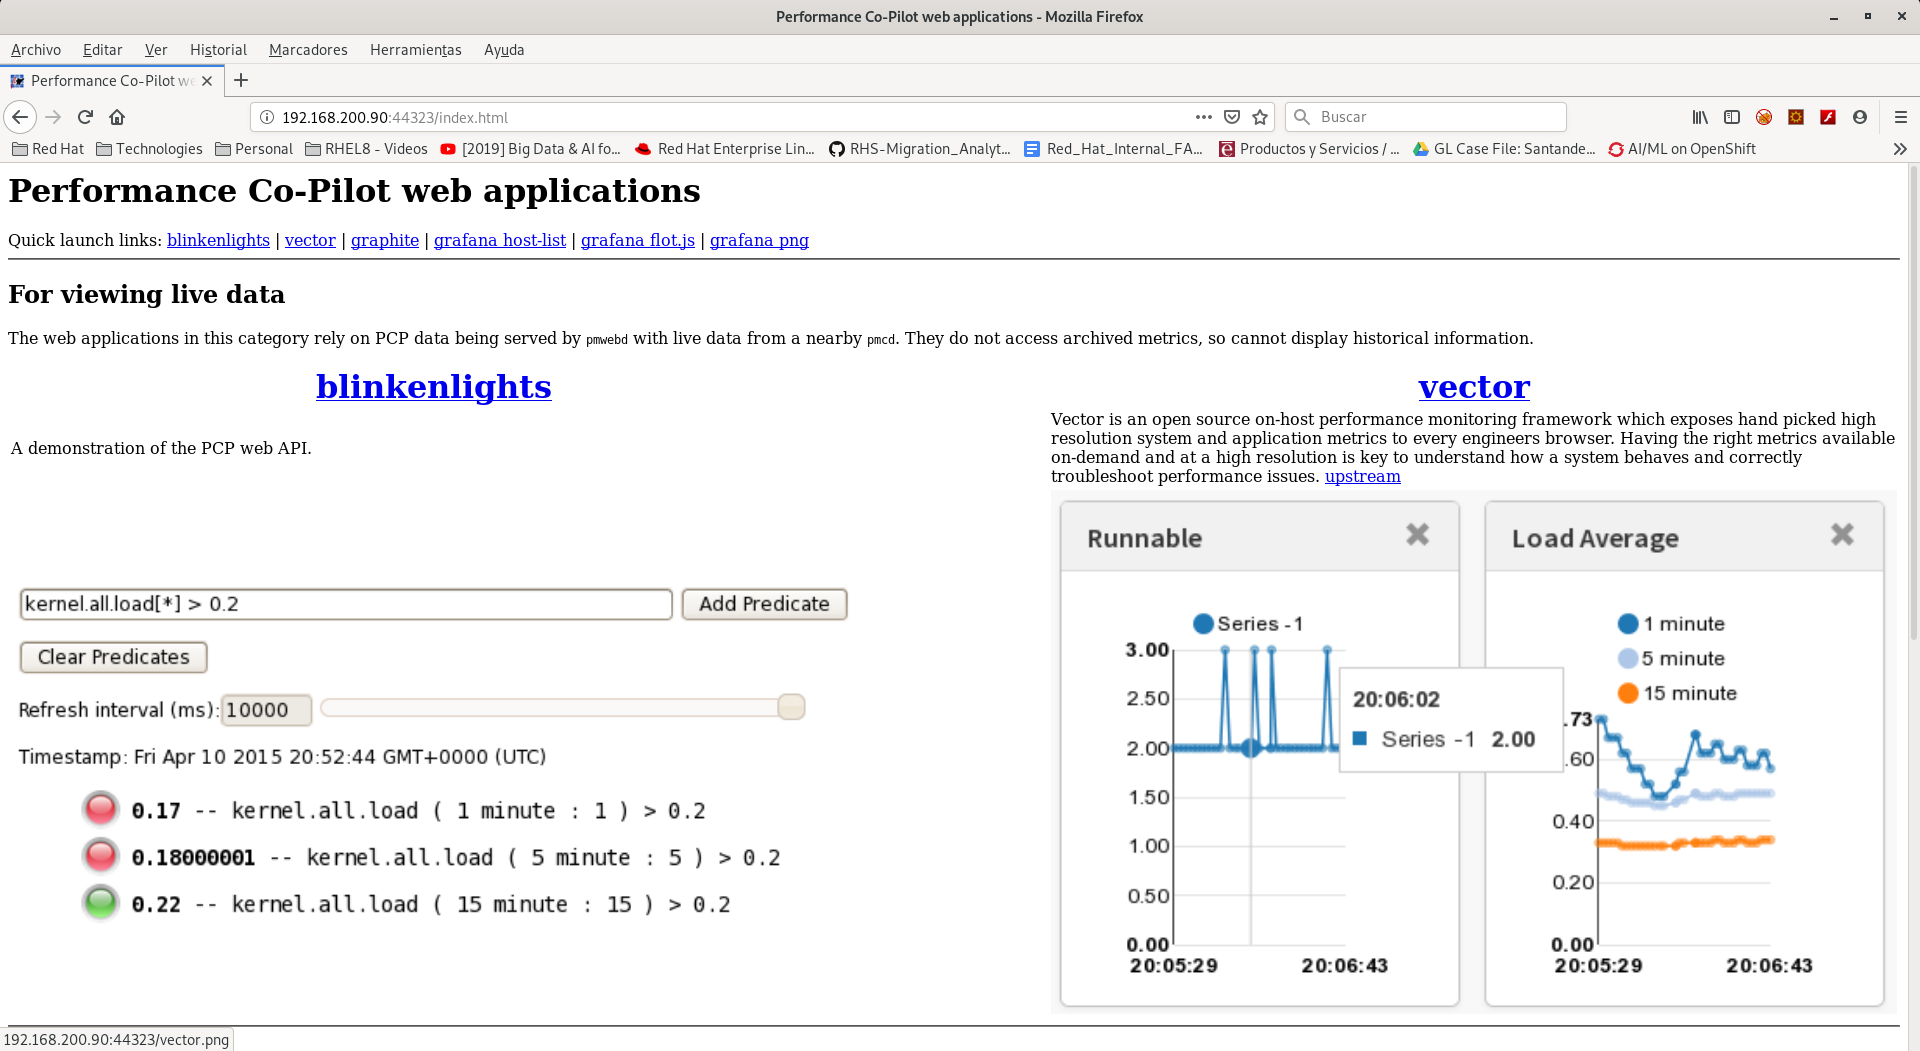 Performance Co-Pilot web applications - Mozilla Firefox
Archivo Editar Ver Historial Marcadores Herramientas Ayuda
Performance Co-Pilot we
192.168.200.90:44323/index.html
Buscar
Red Hat Technologies Personal RHEL8 - Videos [2019] Big Data & AI fo... Red Hat Enterprise Lin... RHS-Migration_Analyt... Red_Hat_Internal_FA... Productos y Servicios / ... GL Case File: Santande... AI/ML on OpenShift
Performance Co-Pilot web applications
Quick launch links: blinkenlights | vector | graphite | grafana host-list | grafana flot.js | grafana png
For viewing live data
The web applications in this category rely on PCP data being served by pmwebd with live data from a nearby pmcd. They do not access archived metrics, so cannot display historical information.
blinkenlights
A demonstration of the PCP web API.
kernel.all.load[*] > 0.2
Add Predicate
Clear Predicates
Refresh interval (ms): 10000
Timestamp: Fri Apr 10 2015 20:52:44 GMT+0000 (UTC)
0.17 -- kernel.all.load ( 1 minute : 1 ) > 0.2
0.18000001 -- kernel.all.load ( 5 minute : 5 ) > 0.2
0.22 -- kernel.all.load ( 15 minute : 15 ) > 0.2
vector
Vector is an open source on-host performance monitoring framework which exposes hand picked high
resolution system and application metrics to every engineers browser. Having the right metrics available
on-demand and at a high resolution is key to understand how a system behaves and correctly
troubleshoot performance issues. upstream
Runnable
Series -1
3.00
2.50
2.00
1.50
1.00
0.50
0.00
20:05:29 20:06:43
20:06:02
Series -1 2.00
Load Average
1 minute
5 minute
15 minute
.73
.60
0.40
0.20
0.00
20:05:29 20:06:43
192.168.200.90:44323/vector.png